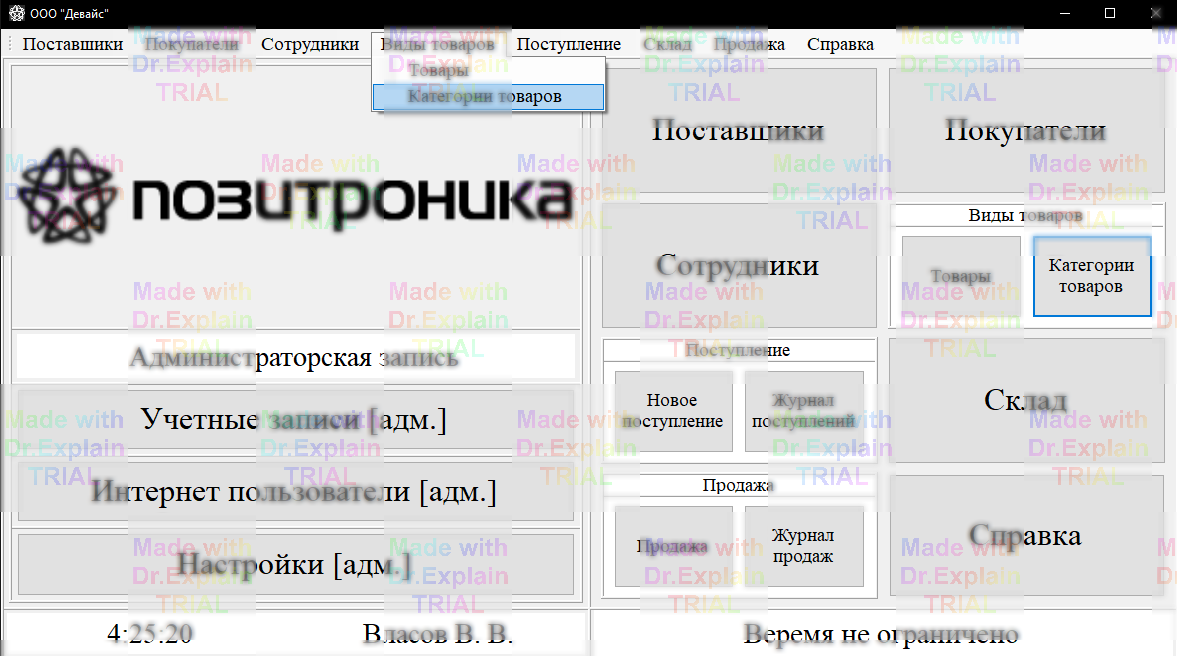 ООО "Девайс"
Поставщики Покупатели Сотрудники Виды товаров Поступление Склад Продажа Справка
Товары
Категории товаров
позитроника
Администраторская запись
Учетные записи [адм.]
Интернет пользователи [адм.]
Настройки [адм.]
Поставщики
Покупатели
Сотрудники
Виды товаров
Товары
Категории
товаров
Поступление
Новое
поступление
Журнал
поступлений
Склад
Продажа
Продажа
Журнал
продаж
Справка
4:25:20
Власов В. В.
Веремя не ограничено
Made with
Dr.Explain
TRIAL